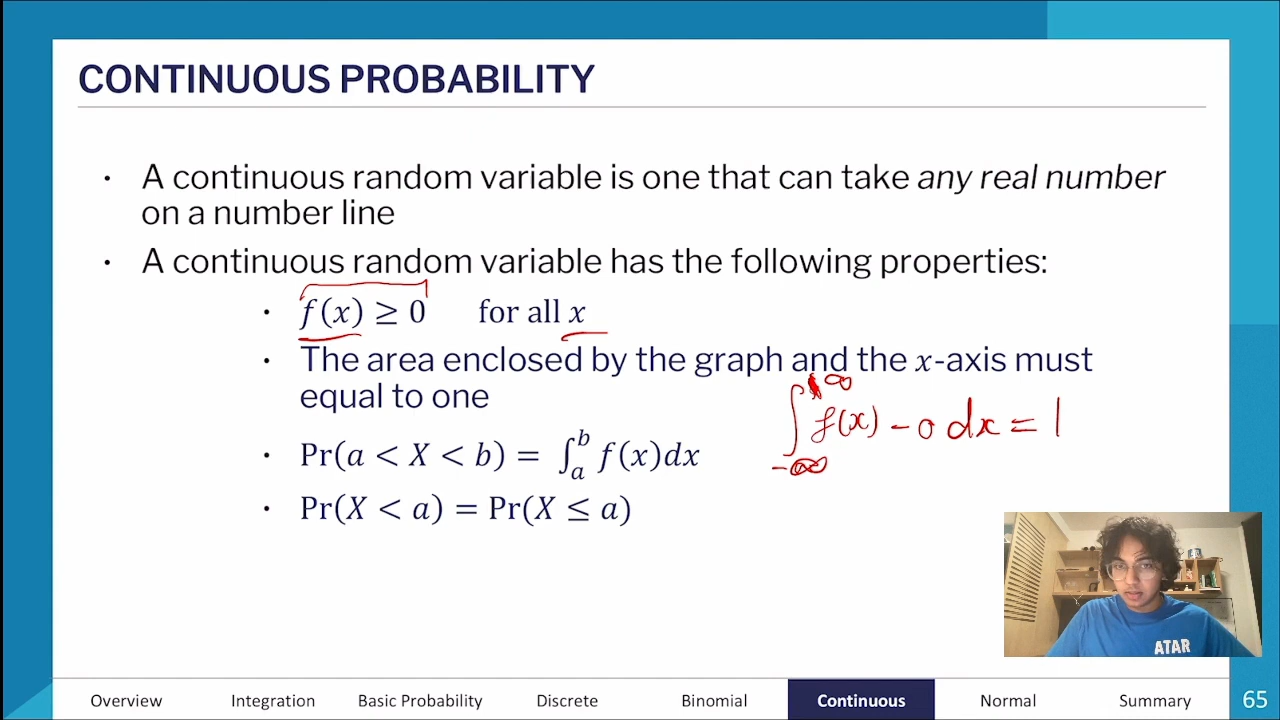 CONTINUOUS PROBABILITY
• A continuous random variable is one that can take any real number
on a number line
• A continuous random variable has the following properties:
• f(x) ≥ 0 for all x
• The area enclosed by the graph and the x-axis must
equal to one
∫_{-∞}^{∞} f(x) - 0 dx = 1
• Pr(a < X < b) = ∫_a^b f(x)dx
• Pr(X < a) = Pr(X ≤ a)
ATAR
Overview Integration Basic Probability Discrete Binomial Continuous Normal Summary 65